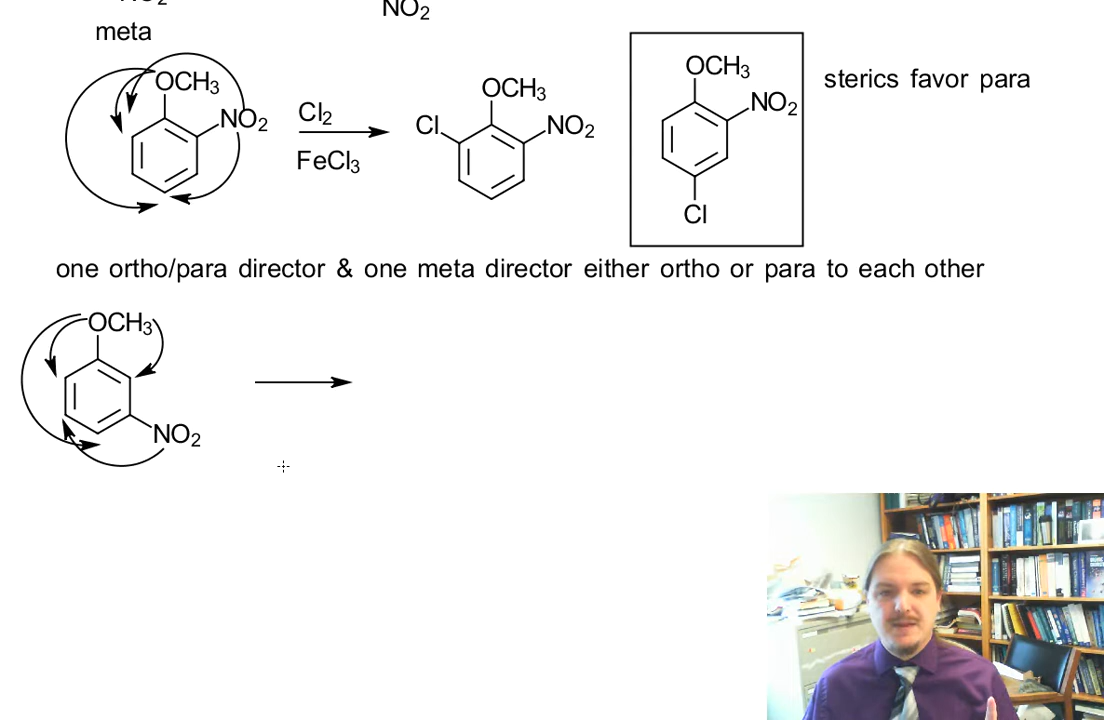 NO2
NO2
meta
OCH3
NO2
Cl2
FeCl3
OCH3
Cl
NO2
OCH3
NO2
Cl
sterics favor para
one ortho/para director & one meta director either ortho or para to each other
OCH3
NO2